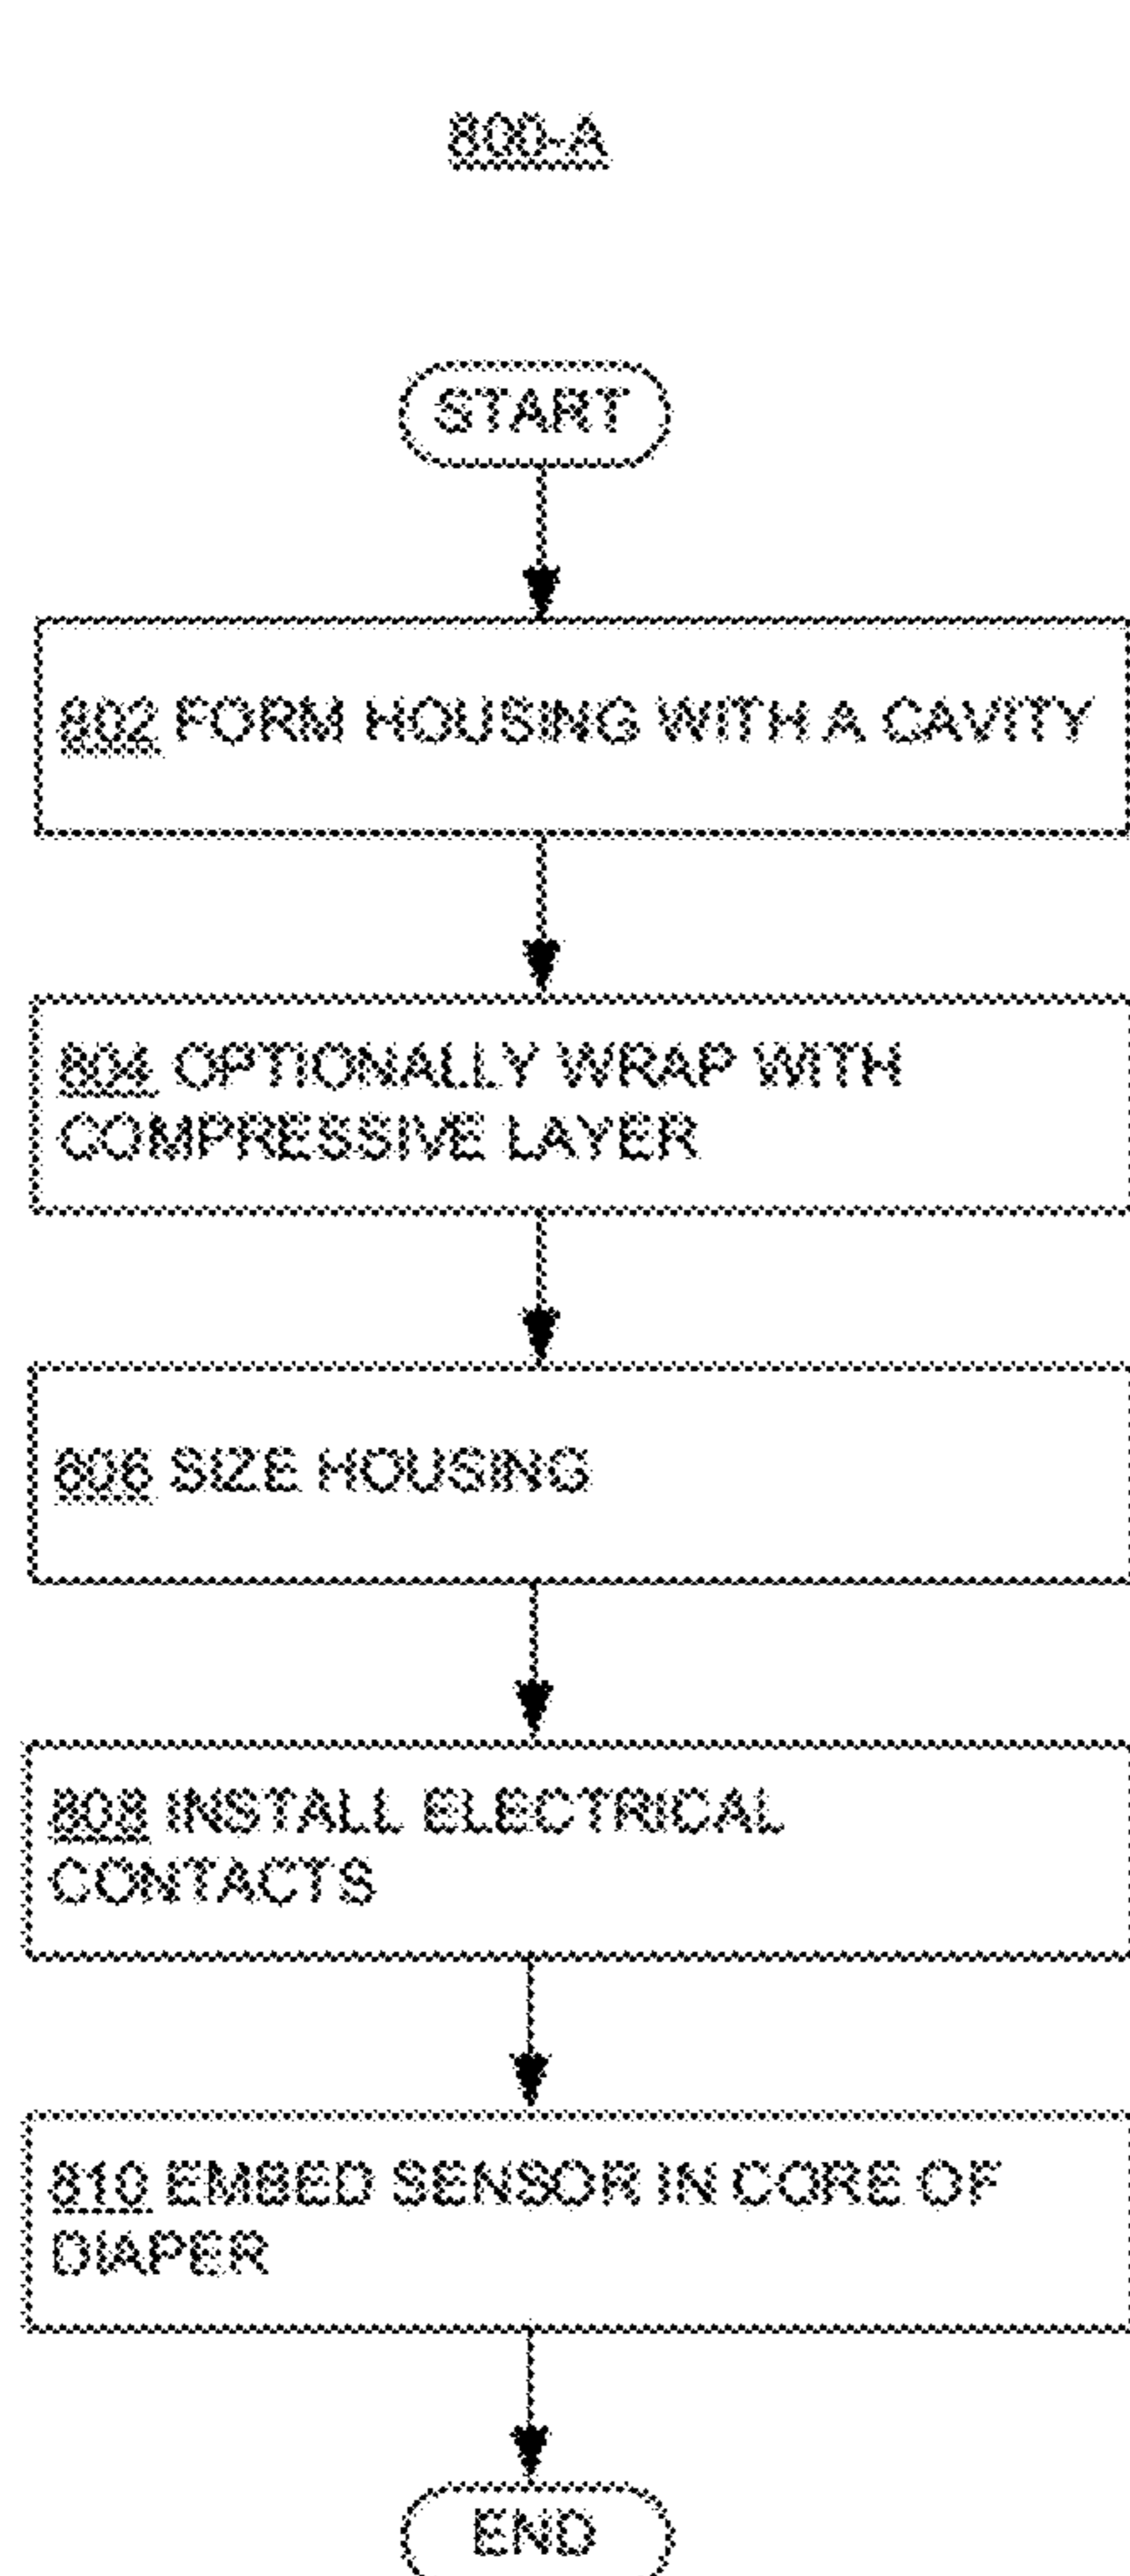 800-A
START
802 FORM HOUSING WITH A CAVITY
804 OPTIONALLY WRAP WITH
COMPRESSIVE LAYER
806 SIZE HOUSING
808 INSTALL ELECTRICAL
CONTACTS
810 EMBED SENSOR IN CORE OF
DIAPER
END